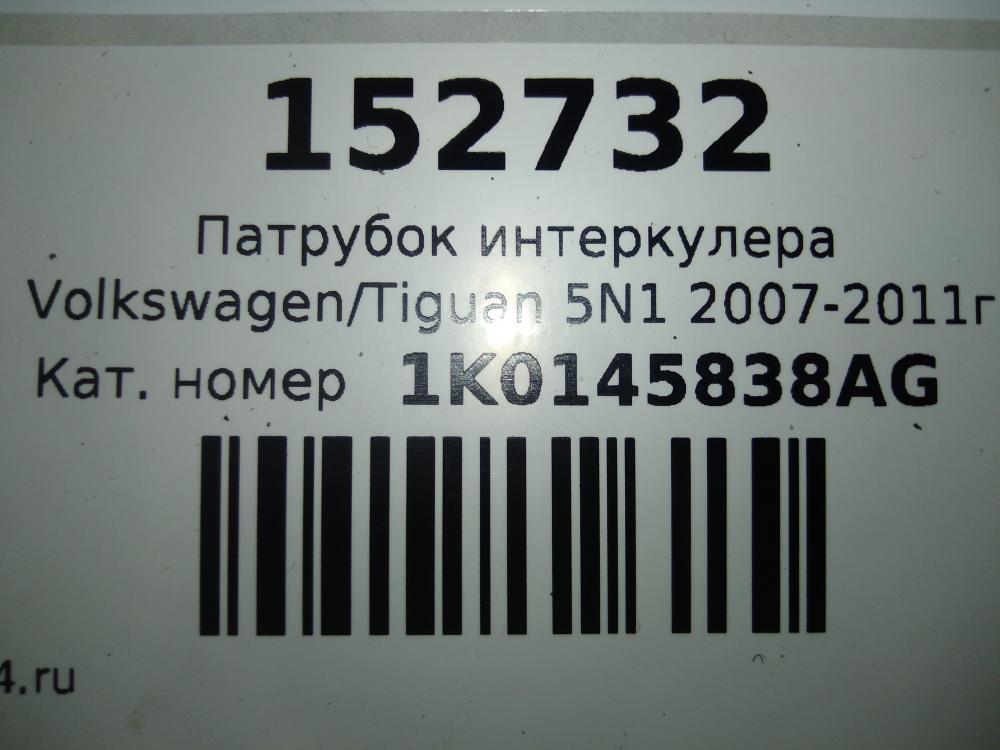 152732
Патрубок интеркулера
Volkswagen/Tiguan 5N1 2007-2011г
Кат. номер 1K0145838AG
4.ru